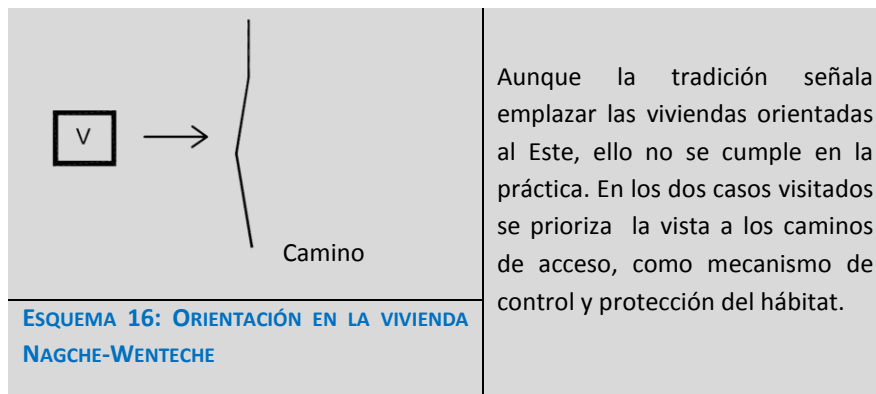 V
Camino
ESQUEMA 16: ORIENTACIÓN EN LA VIVIENDA
NAGCHE-WENTECHE
Aunque la tradición señala
emplazar las viviendas orientadas
al Este, ello no se cumple en la
práctica. En los dos casos visitados
se prioriza la vista a los caminos
de acceso, como mecanismo de
control y protección del hábitat.